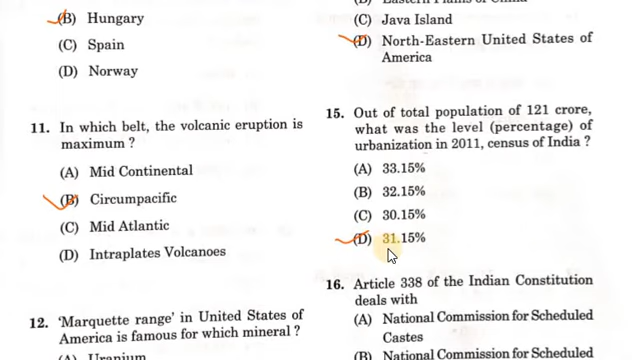 (B) Hungary
(C) Spain
(D) Norway
11. In which belt, the volcanic eruption is
maximum ?
(A) Mid Continental
(B) Circumpacific
(C) Mid Atlantic
(D) Intraplates Volcanoes
12. 'Marquette range' in United States of
America is famous for which mineral ?
(A) Uranium
(C) Java Island
(D) North-Eastern United States of
America
15. Out of total population of 121 crore,
what was the level (percentage) of
urbanization in 2011, census of India ?
(A) 33.15%
(B) 32.15%
(C) 30.15%
(D) 31.15%
16. Article 338 of the Indian Constitution
deals with
(A) National Commission for Scheduled
Castes
(B) National Commission for Scheduled